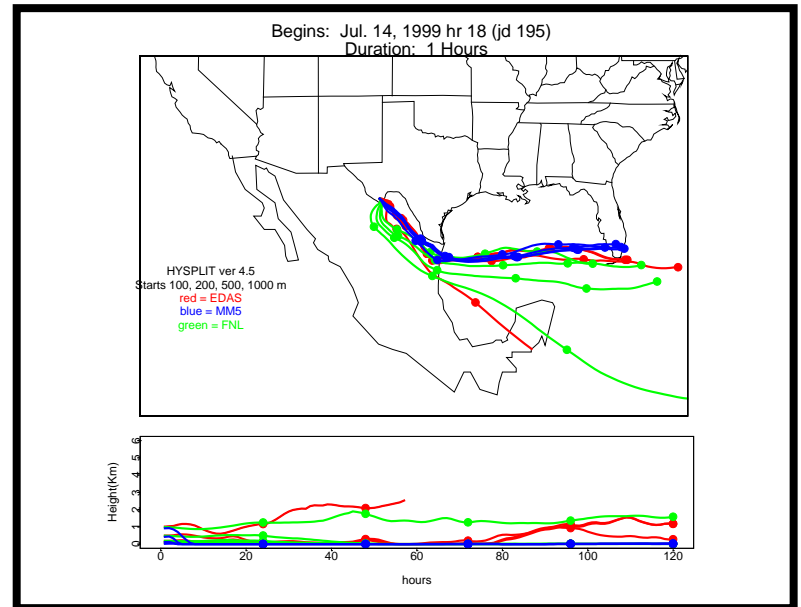 Begins: Jul. 14, 1999 hr 18 (jd 195)
Duration: 1 Hours
HYSPLIT ver 4.5
Starts 100, 200, 500, 1000 m
red = EDAS
blue = MM5
green = FNL
Height(Km)
6
5
4
3
2
1
0
0 20 40 60 80 100 120
hours